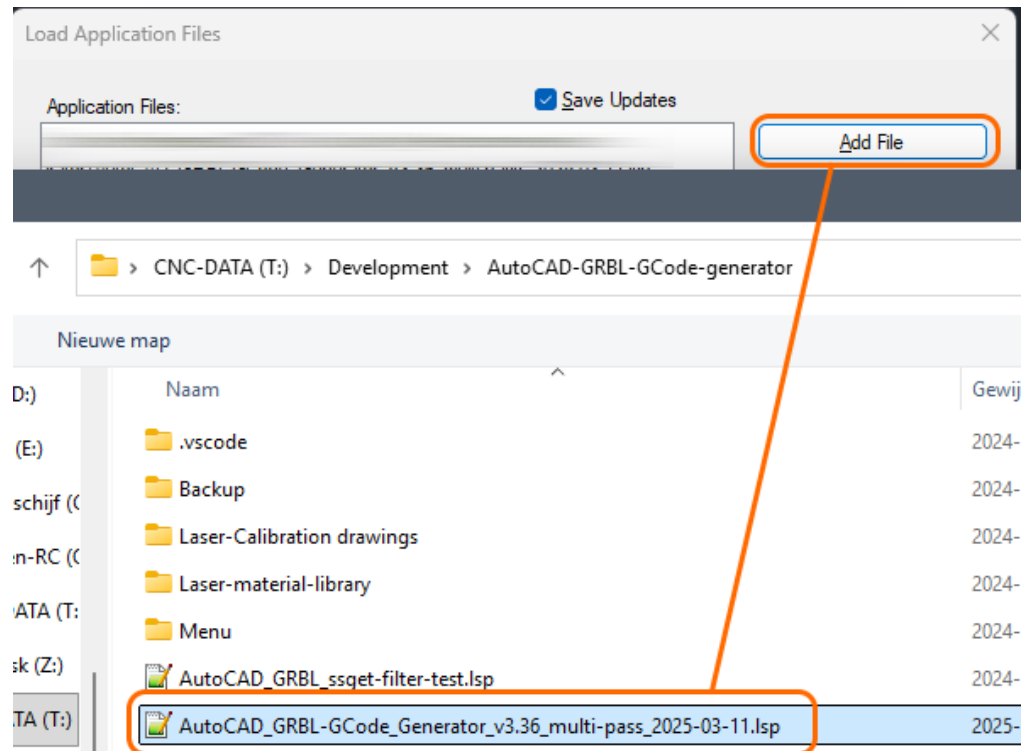 Load Application Files
Application Files:
Save Updates
Add File
CNC-DATA (T:) > Development > AutoCAD-GRBL-GCode-generator
Nieuwe map
Naam
Gewij
D:)
(E:)
schijf (C
en-RC (C
DATA (T:
sk (Z:)
TA (T:)
.vscode
2024-
Backup
2024-
Laser-Calibration drawings
2024-
Laser-material-library
2024-
Menu
2024-
AutoCAD_GRBL_ssget-filter-test.lsp
2024-
AutoCAD_GRBL-GCode_Generator_v3.36_multi-pass_2025-03-11.lsp
2025-